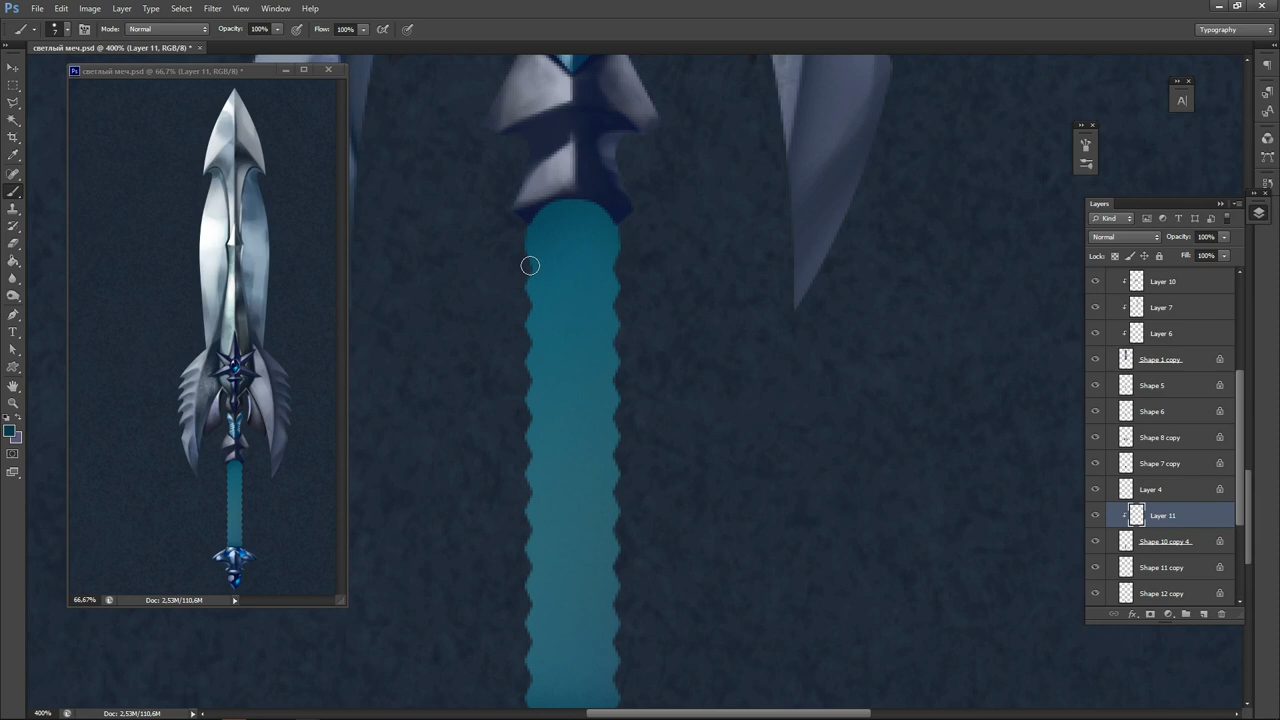 Ps File Edit Image Layer Type Select Filter View Window Help
7 Mode: Normal Opacity: 100% Flow: 100% Typography
светлый меч.psd @ 400% (Layer 11, RGB/8) * ×
Ps светлый меч.psd @ 66,7% (Layer 11, RGB/8) *
A|
Layers
Kind
Normal Opacity: 100%
Lock: Fill: 100%
Layer 10
Layer 7
Layer 6
Shape 1 copy
Shape 5
Shape 6
Shape 8 copy
Shape 7 copy
Layer 4
Layer 11
Shape 10 copy 4
Shape 11 copy
Shape 12 copy
fx
66,67% Doc: 2,53M/110,6M
400% Doc: 2,53M/110,6M